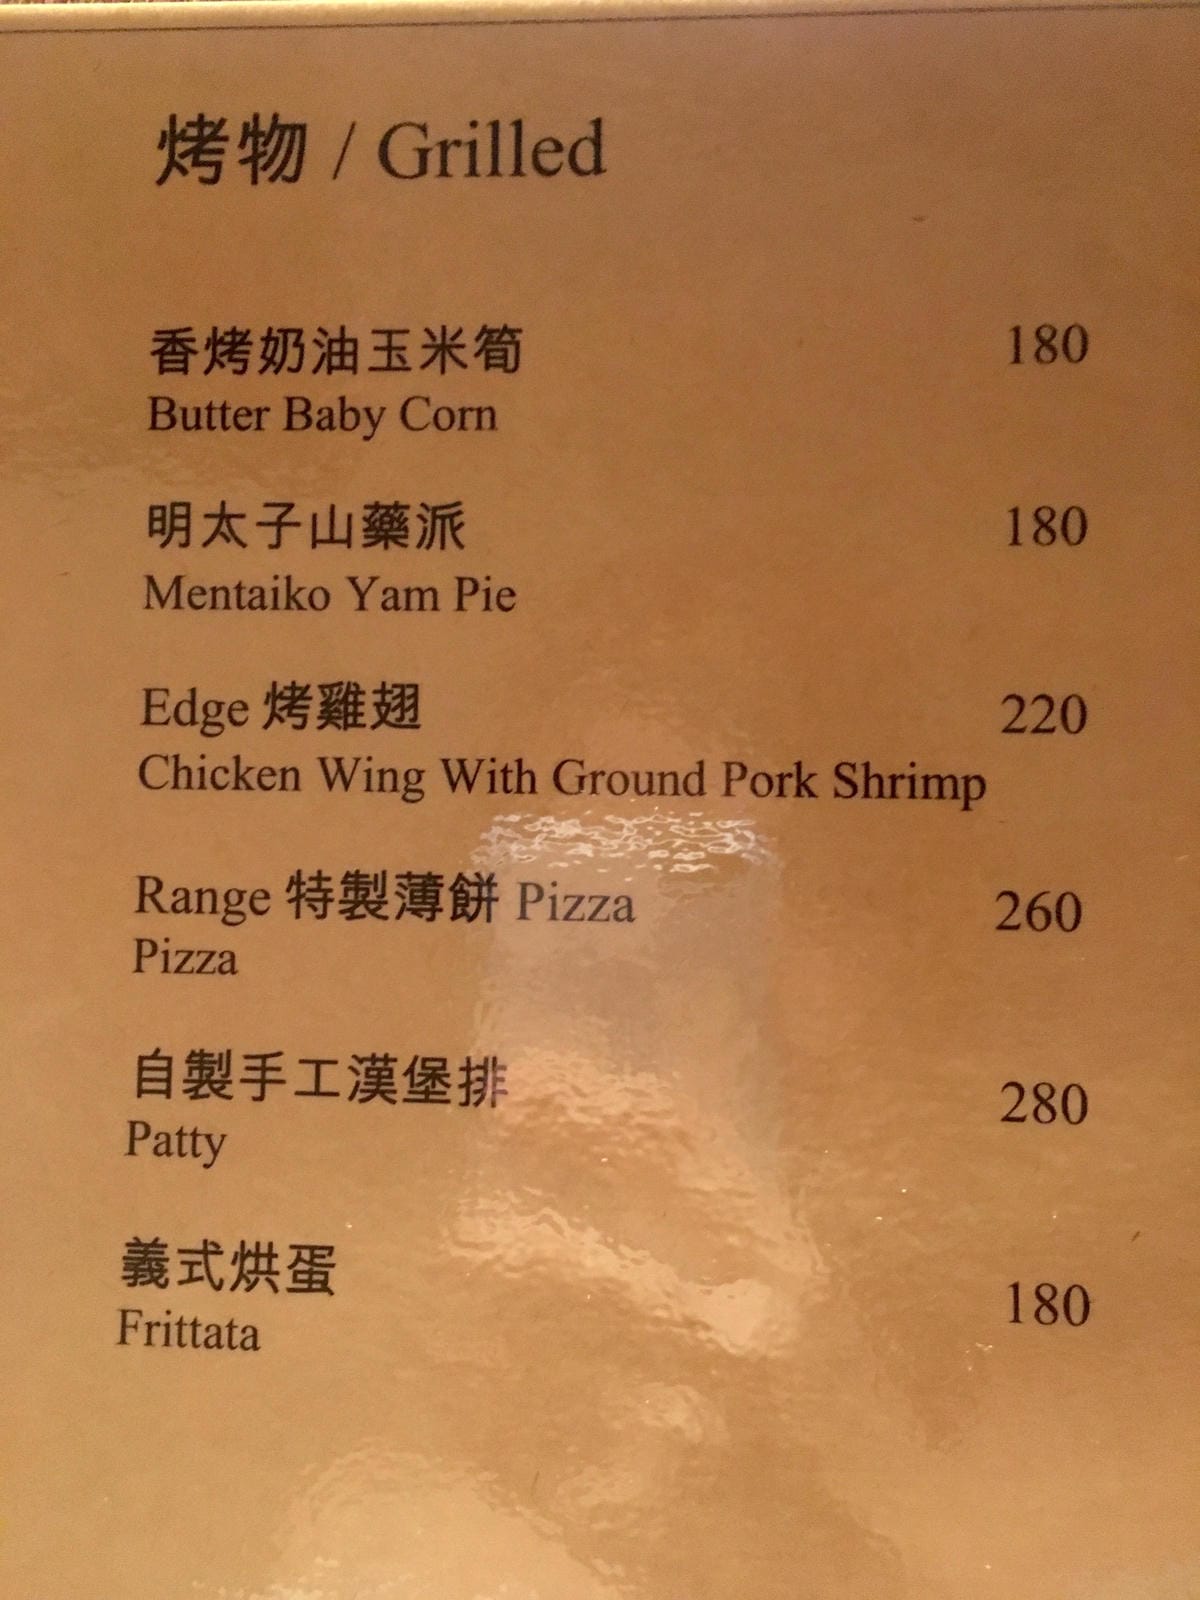 烤物 / Grilled
香烤奶油玉米筍 180
Butter Baby Corn
明太子山藥派 180
Mentaiko Yam Pie
Edge 烤雞翅 220
Chicken Wing With Ground Pork Shrimp
Range 特製薄餅 Pizza 260
Pizza
自製手工漢堡排 280
Patty
義式烘蛋 180
Frittata